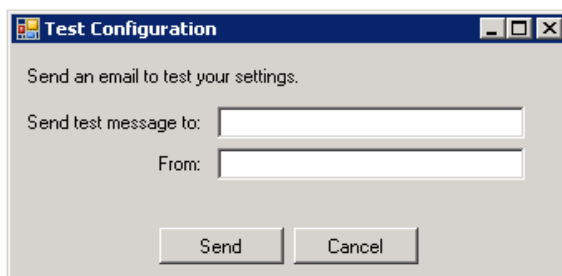 Test Configuration
Send an email to test your settings.
Send test message to:
From:
Send Cancel